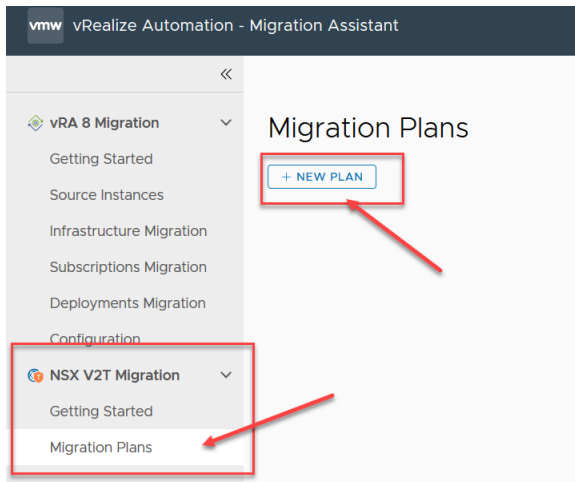 vmw vRealize Automation - Migration Assistant
vRA 8 Migration
Getting Started
Source Instances
Infrastructure Migration
Subscriptions Migration
Deployments Migration
Configuration
NSX V2T Migration
Getting Started
Migration Plans
Migration Plans
+ NEW PLAN